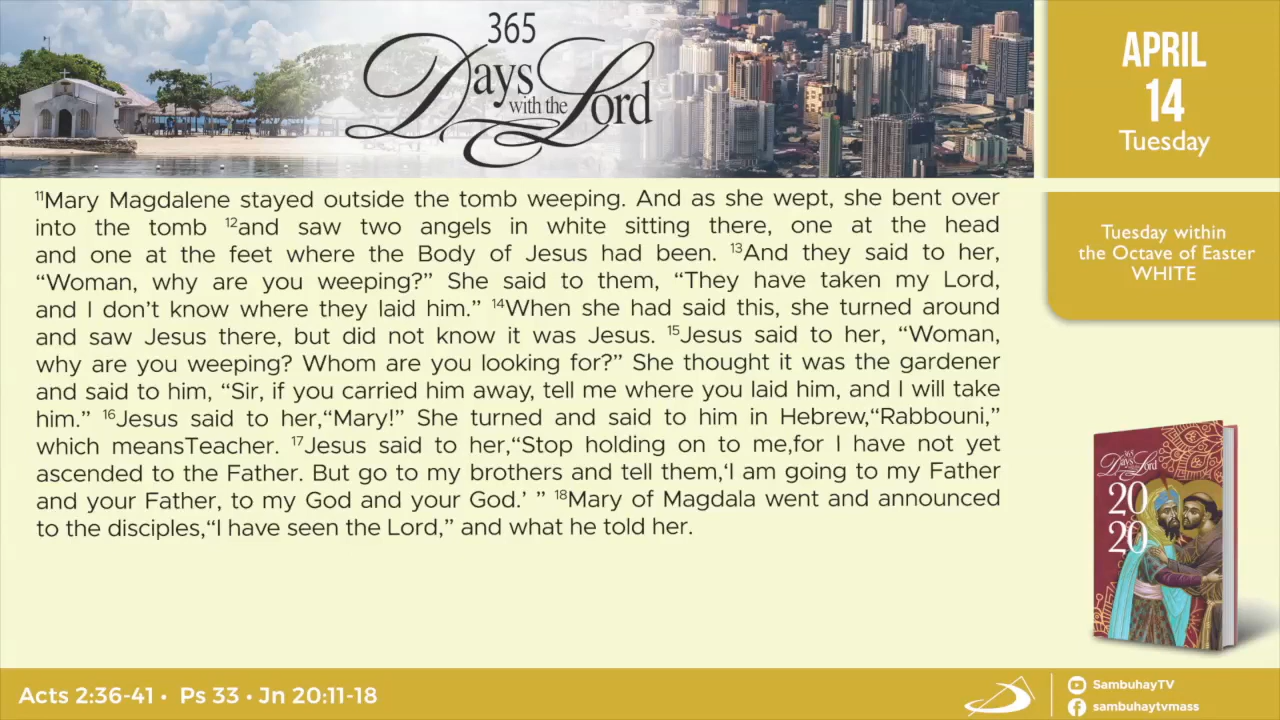 365
Days
with the
Lord
APRIL
14
Tuesday
Tuesday within
the Octave of Easter
WHITE
¹¹Mary Magdalene stayed outside the tomb weeping. And as she wept, she bent over
into the tomb ¹²and saw two angels in white sitting there, one at the head
and one at the feet where the Body of Jesus had been. ¹³And they said to her,
“Woman, why are you weeping?” She said to them, “They have taken my Lord,
and I don’t know where they laid him.” ¹⁴When she had said this, she turned around
and saw Jesus there, but did not know it was Jesus. ¹⁵Jesus said to her, “Woman,
why are you weeping? Whom are you looking for?” She thought it was the gardener
and said to him, “Sir, if you carried him away, tell me where you laid him, and I will take
him.” ¹⁶Jesus said to her,“Mary!” She turned and said to him in Hebrew,“Rabbouni,”
which meansTeacher. ¹⁷Jesus said to her,“Stop holding on to me,for I have not yet
ascended to the Father. But go to my brothers and tell them,‘I am going to my Father
and your Father, to my God and your God.’ ” ¹⁸Mary of Magdala went and announced
to the disciples,“I have seen the Lord,” and what he told her.
365
Days
with the
Lord
20
20
Acts 2:36-41 • Ps 33 • Jn 20:11-18
SambuhayTV
sambuhaytvmass